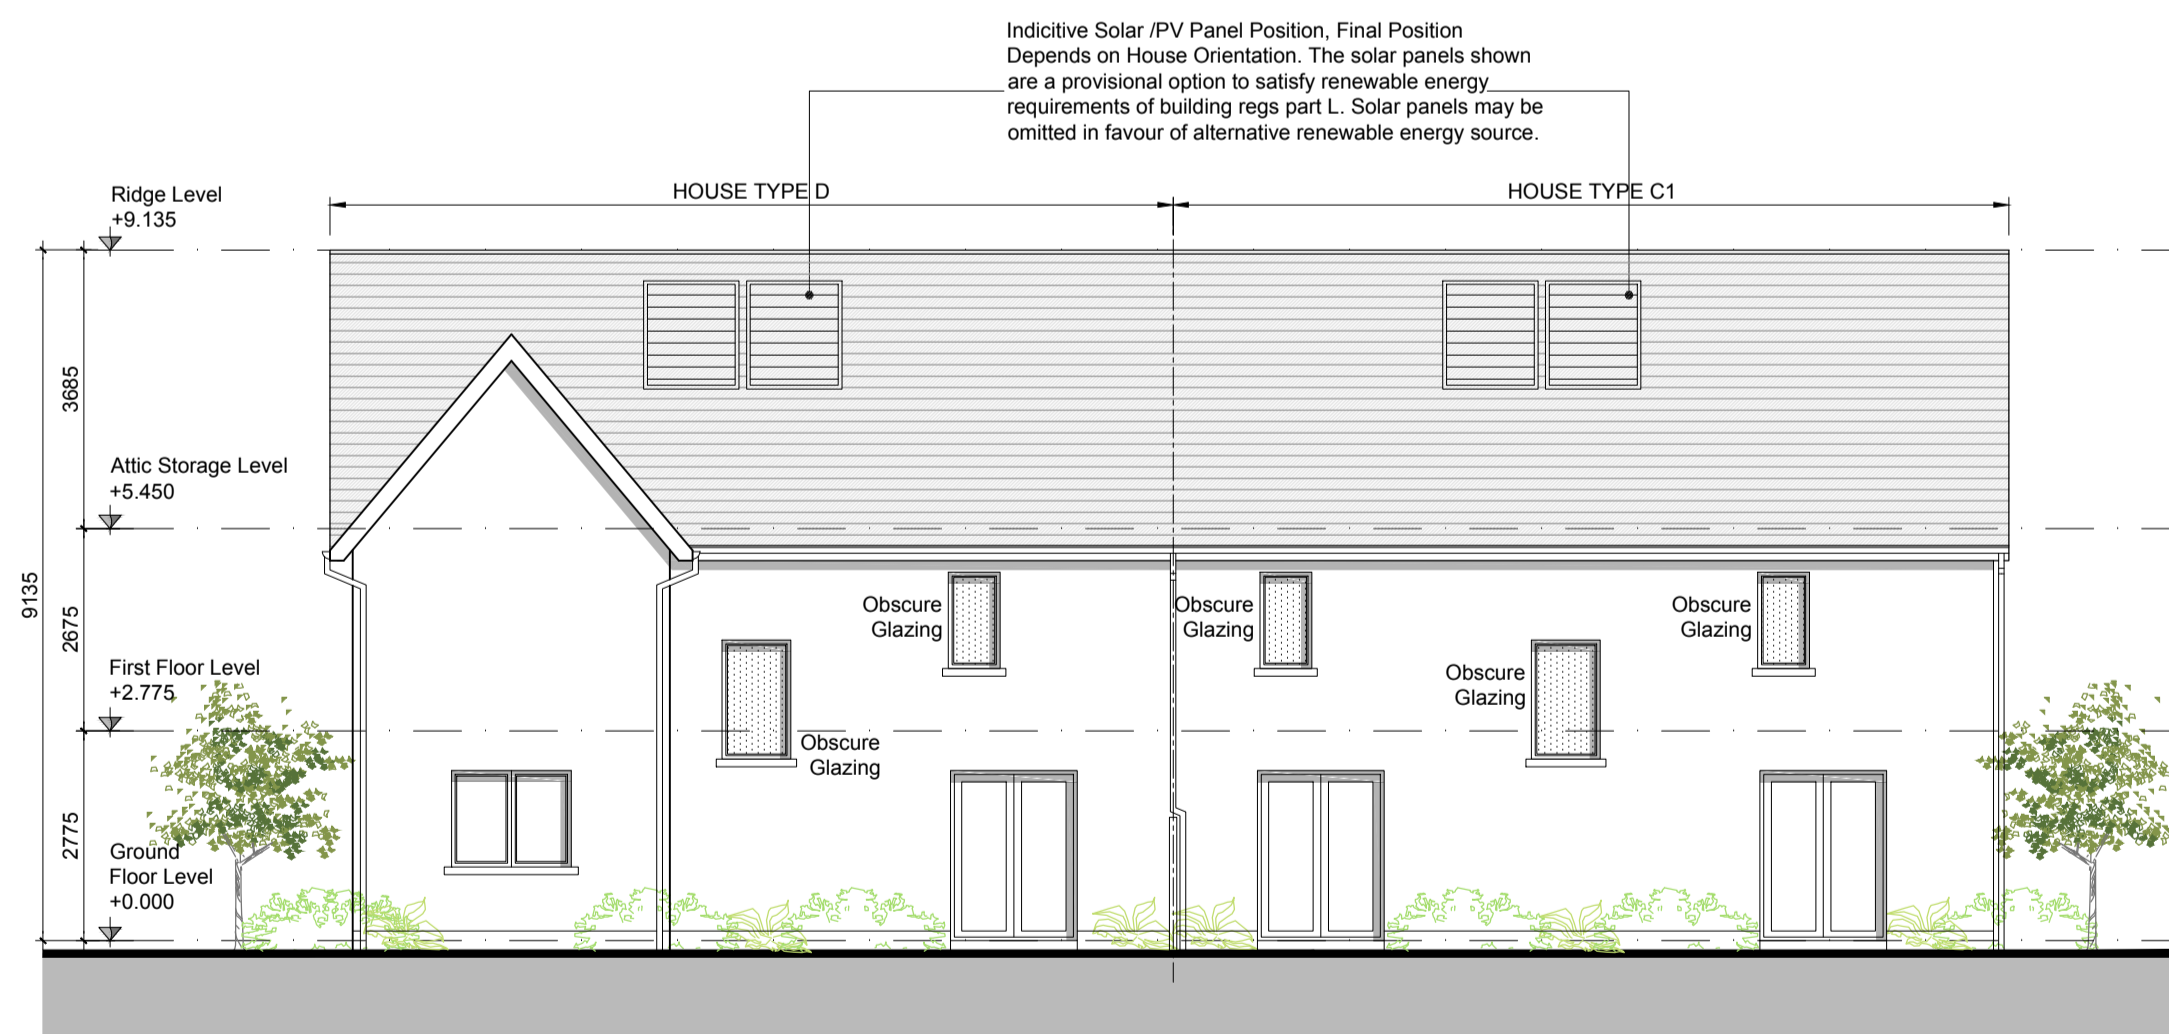 Indicitive Solar /PV Panel Position, Final Position
Depends on House Orientation. The solar panels shown
are a provisional option to satisfy renewable energy
requirements of building regs part L. Solar panels may be
omitted in favour of alternative renewable energy source.
HOUSE TYPE D
HOUSE TYPE C1
Ridge Level
+9.135
3685
Attic Storage Level
+5.450
9135
2675
First Floor Level
+2.775
2775
Ground
Floor Level
+0.000
Obscure
Glazing
Obscure
Glazing
Obscure
Glazing
Obscure
Glazing
Obscure
Glazing